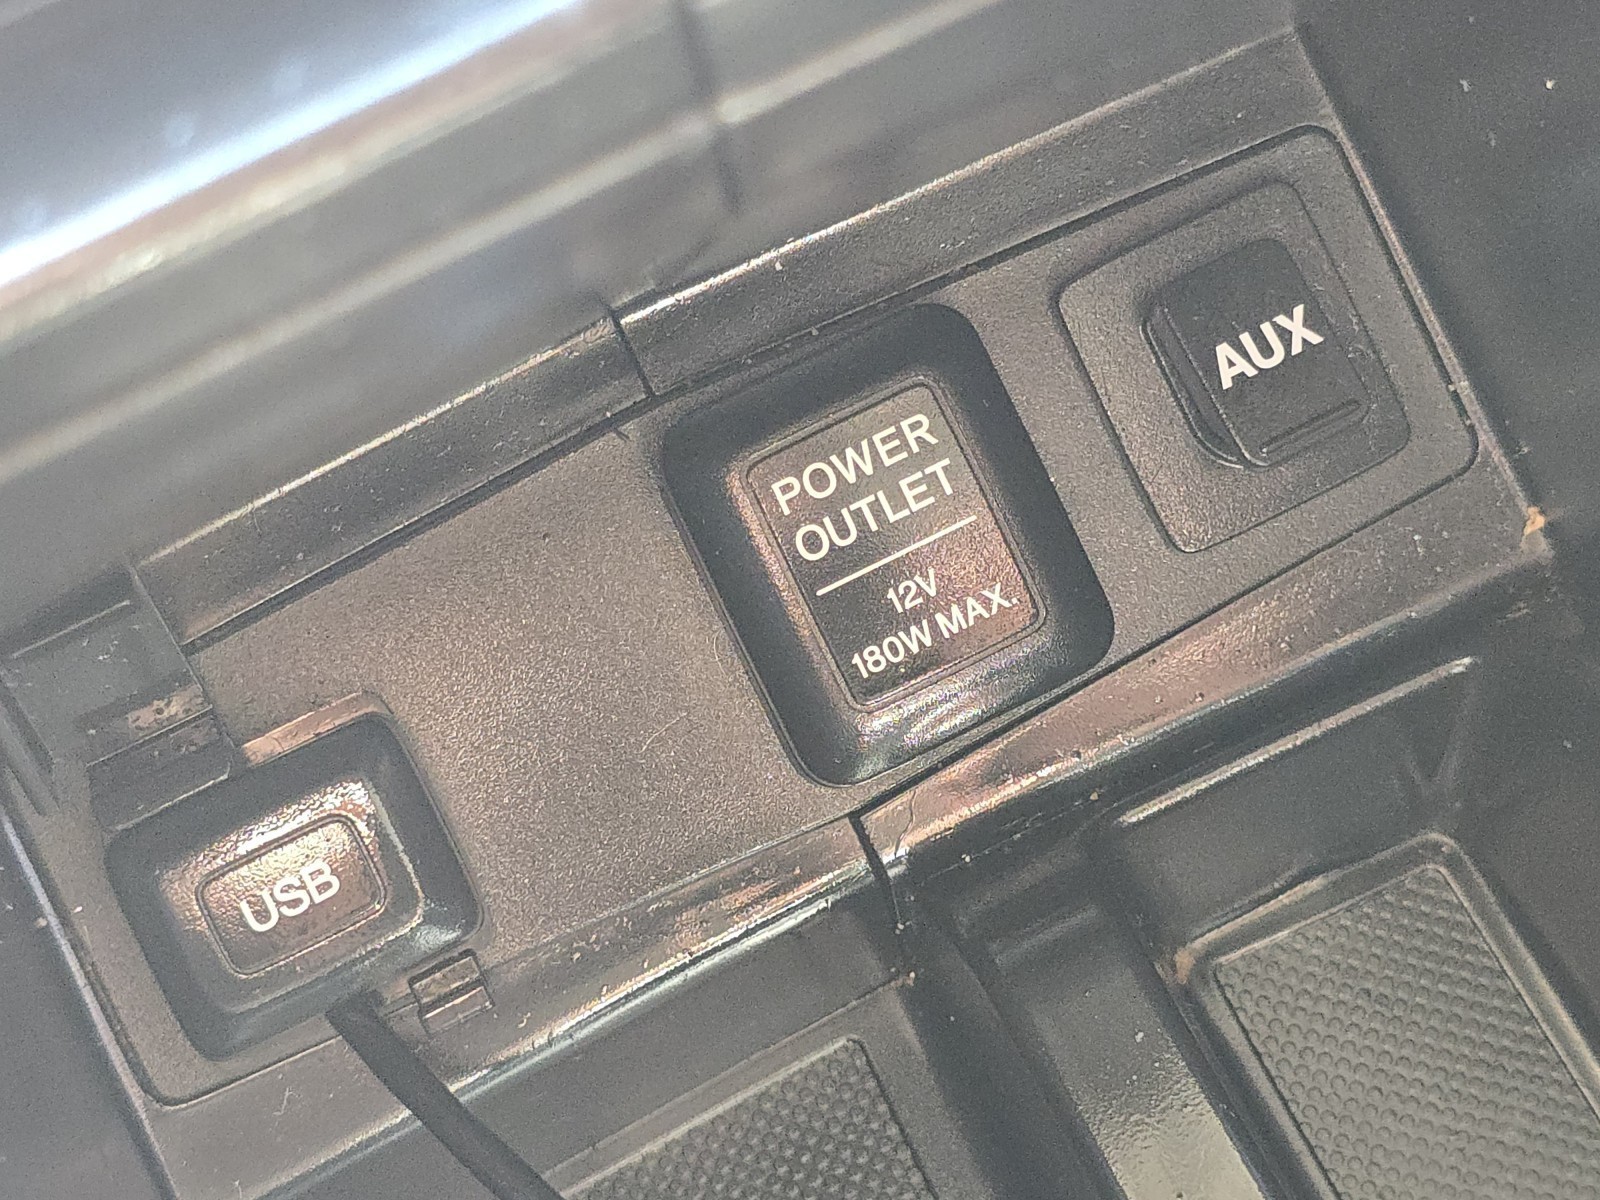 AUX
POWER
OUTLET
12V
180W MAX.
USB